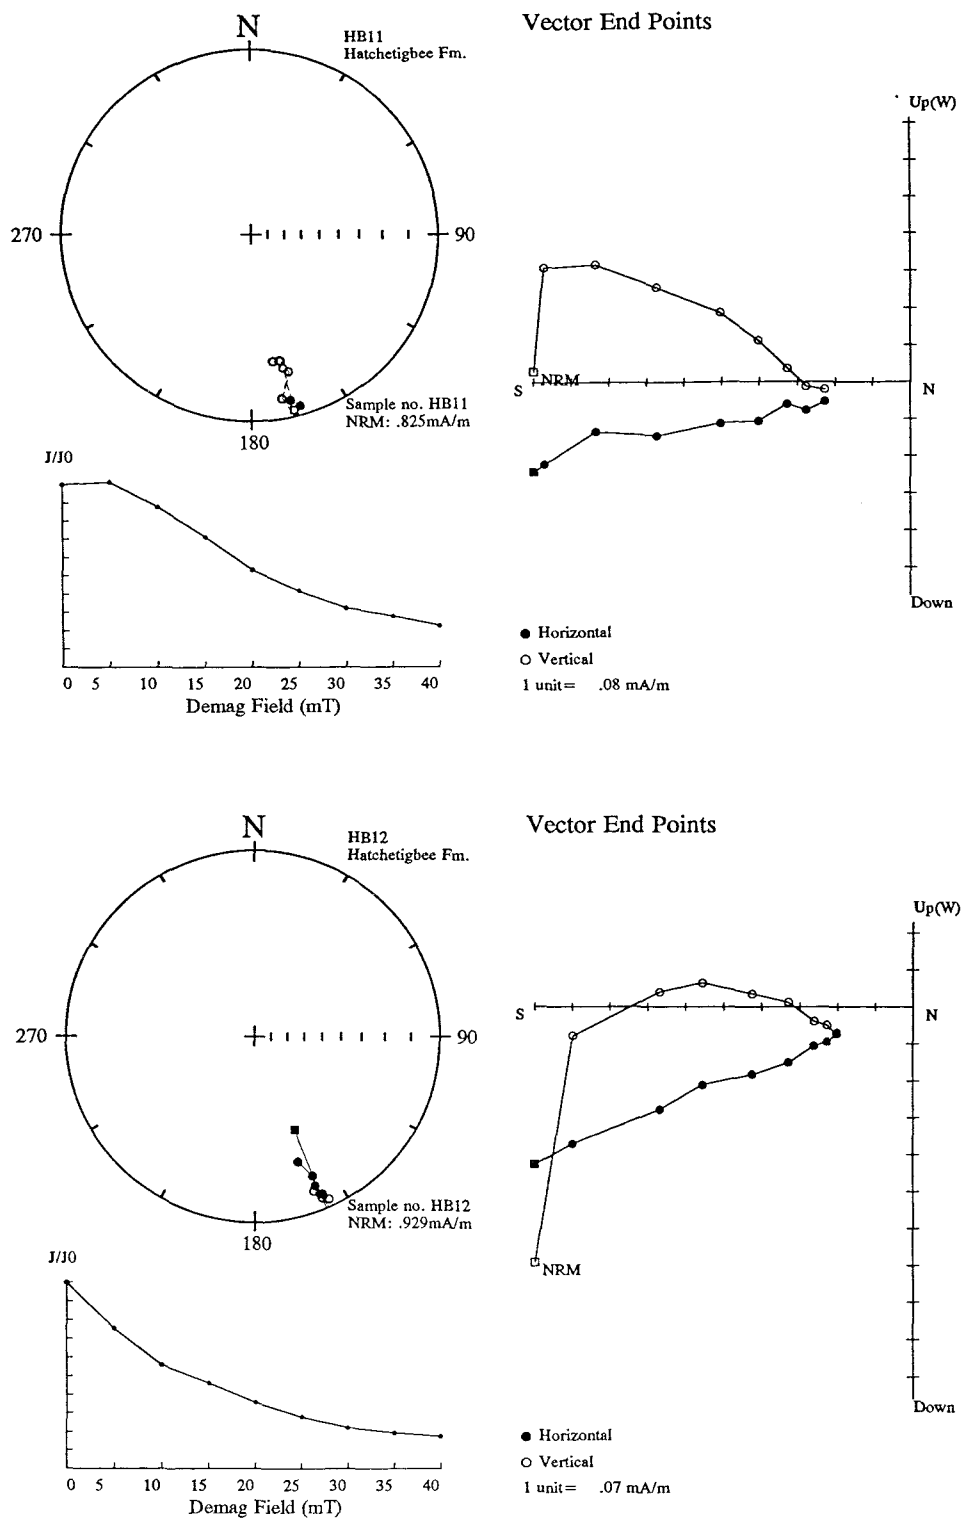 Vector End Points
N
HB11
Hatchetigbee Fm.
Up(W)
270
90
NRM
S
N
Sample no. HB11
NRM: .825mA/m
180
J/J0
Down
Horizontal
Vertical
1 unit= .08 mA/m
0 5 10 15 20 25 30 35 40
Demag Field (mT)
Vector End Points
N
HB12
Hatchetigbee Fm.
Up(W)
S
N
270
90
Sample no. HB12
NRM: .929mA/m
180
J/J0
NRM
Down
Horizontal
Vertical
1 unit= .07 mA/m
0 5 10 15 20 25 30 35 40
Demag Field (mT)